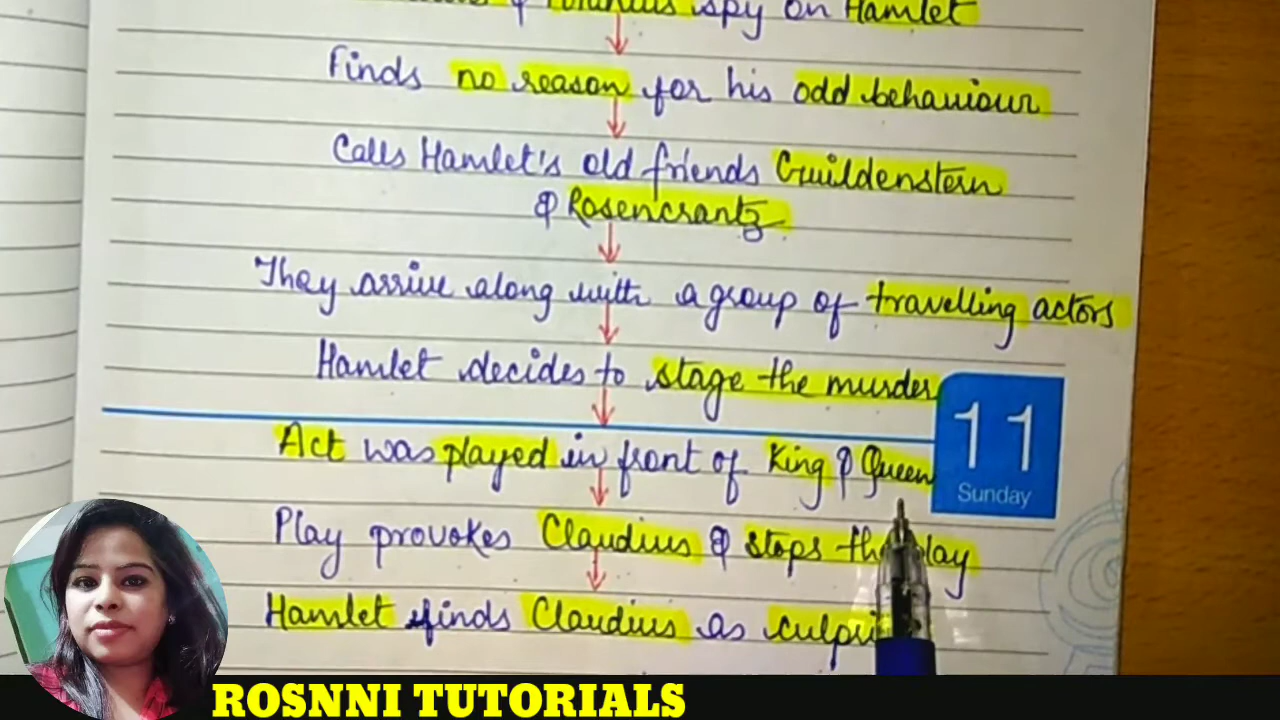 & Polonius spy on Hamlet
Finds no reason for his odd behaviour
Calls Hamlet's old friends Guildenstern
& Rosencrantz.
They arrive along with a group of travelling actors
Hamlet decides to stage the murder
Act was played in front of King & Queen
11
Sunday
Play provokes Claudius & stops the play
Hamlet finds Claudius as
ROSNNI TUTORIALS